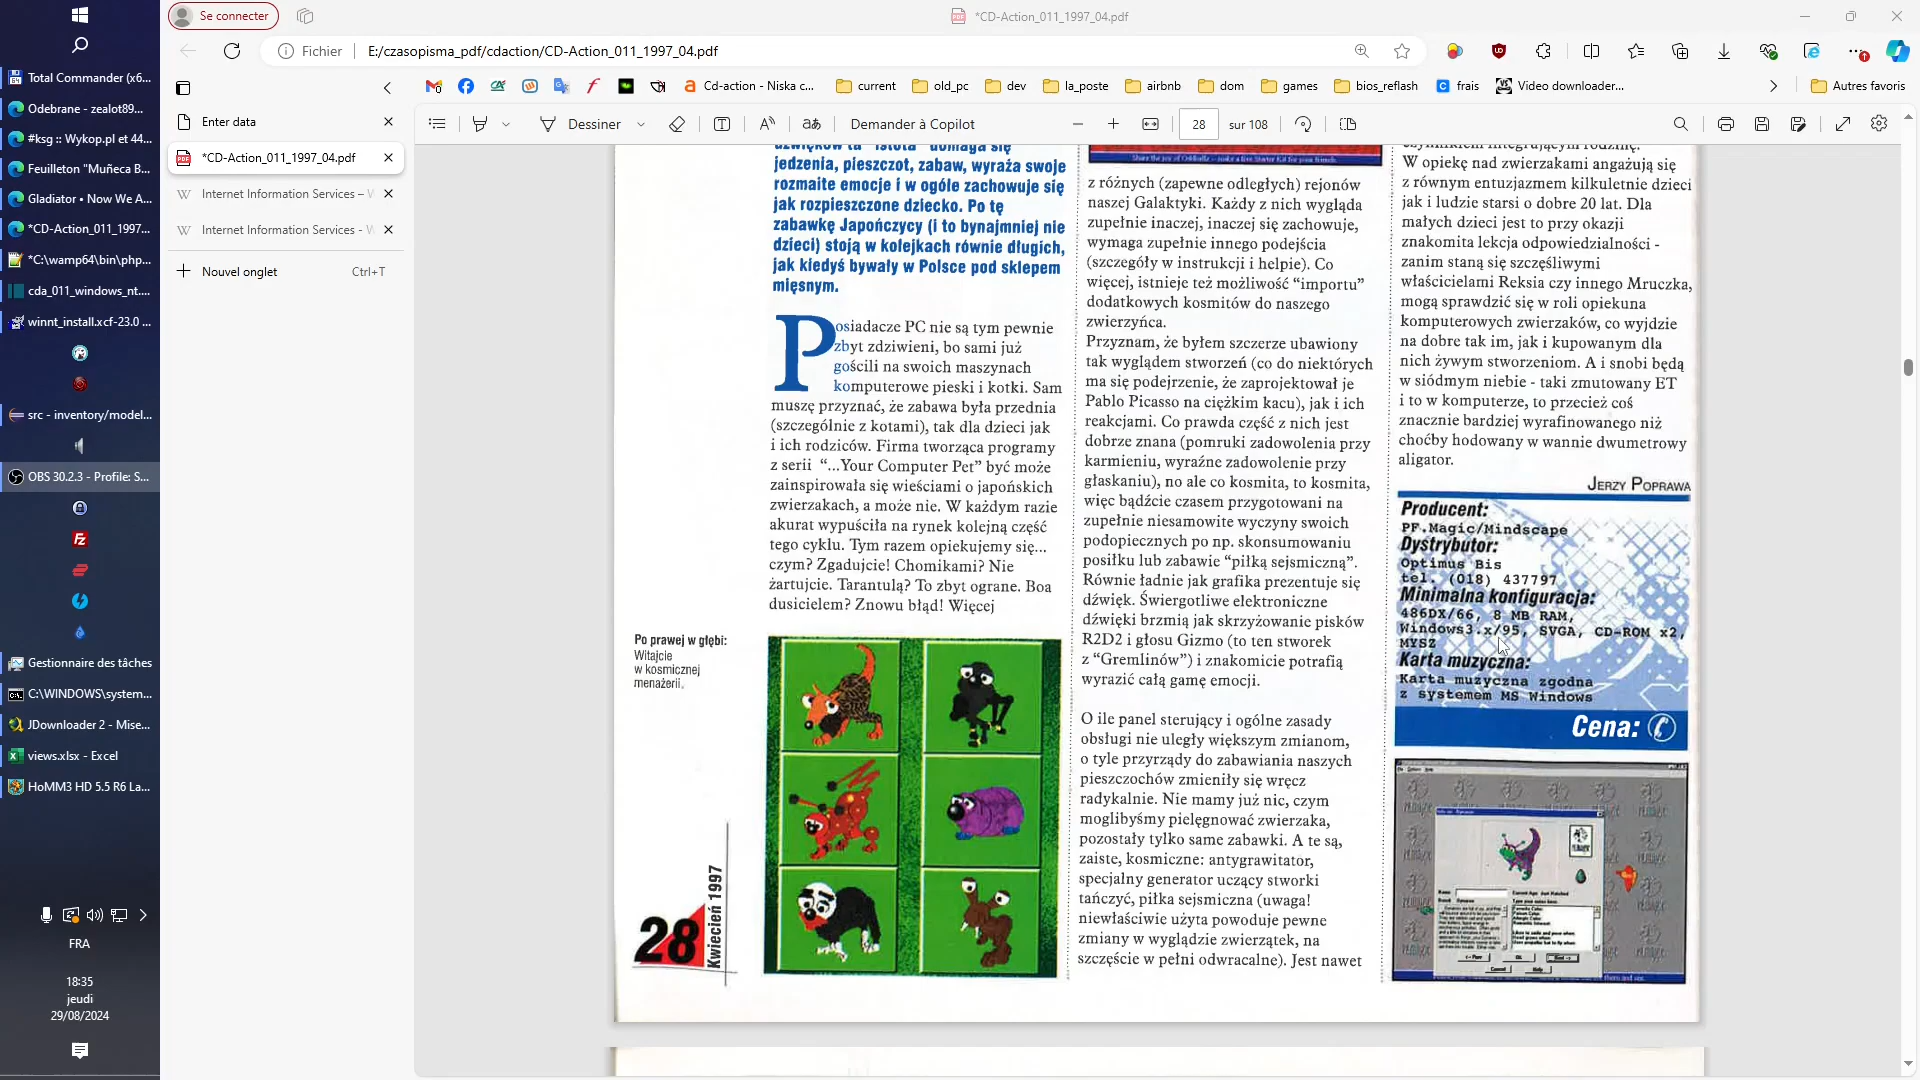 Se connecter
*CD-Action_011_1997_04.pdf
Fichier
E:/czasopisma_pdf/cdaction/CD-Action_011_1997_04.pdf
Cd-action - Niska c...
current
old_pc
dev
la_poste
airbnb
dom
games
bios_reflash
frais
Video downloader...
Autres favoris
Total Commander (x6...
Odebrane - zealot89...
#ksg :: Wykop.pl et 44...
Feuilleton "Muñeca B...
Gladiator • Now We A...
*CD-Action_011_1997...
*C:\wamp64\bin\php...
cda_011_windows_nt....
winnt_install.xcf-23.0 ...
src - inventory/model...
OBS 30.2.3 - Profile: S...
Gestionnaire des tâches
C:\WINDOWS\system...
JDownloader 2 - Mise...
views.xlsx - Excel
HoMM3 HD 5.5 R6 La...
FRA
18:35
jeudi
29/08/2024
Enter data
*CD-Action_011_1997_04.pdf
Internet Information Services – W
Internet Information Services - W
Nouvel onglet
Ctrl+T
Dessiner
Demander à Copilot
28
sur 108
dźwięków ta "istota" domaga się
jedzenia, pieszczot, zabaw, wyraża swoje
rozmaite emocje i w ogóle zachowuje się
jak rozpieszczone dziecko. Po tę
zabawkę Japończycy (i to bynajmniej nie
dzieci) stoją w kolejkach równie długich,
jak kiedyś bywały w Polsce pod sklepem
mięsnym.
Posiadacze PC nie są tym pewnie
zbyt zdziwieni, bo sami już
gościli na swoich maszynach
komputerowe pieski i kotki. Sam
muszę przyznać, że zabawa była przednia
(szczególnie z kotami), tak dla dzieci jak
i ich rodziców. Firma tworząca programy
z serii “...Your Computer Pet” być może
zainspirowała się wieściami o japońskich
zwierzakach, a może nie. W każdym razie
akurat wypuściła na rynek kolejną część
tego cyklu. Tym razem opiekujemy się...
czym? Zgadujcie! Chomikami? Nie
żartujcie. Tarantulą? To zbyt ograne. Boa
dusicielem? Znowu błąd! Więcej
Po prawej w głębi:
Witajcie
w kosmicznej
menażerii.
28
Kwiecień 1997
Share the joy of Oddballz -- make a free Starter Kit for your friends.
z różnych (zapewne odległych) rejonów
naszej Galaktyki. Każdy z nich wygląda
zupełnie inaczej, inaczej się zachowuje,
wymaga zupełnie innego podejścia
(szczegóły w instrukcji i helpie). Co
więcej, istnieje też możliwość “importu”
dodatkowych kosmitów do naszego
zwierzyńca.
Przyznam, że byłem szczerze ubawiony
tak wyglądem stworzeń (co do niektórych
ma się podejrzenie, że zaprojektował je
Pablo Picasso na ciężkim kacu), jak i ich
reakcjami. Co prawda część z nich jest
dobrze znana (pomruki zadowolenia przy
karmieniu, wyraźne zadowolenie przy
głaskaniu), no ale co kosmita, to kosmita,
więc bądźcie czasem przygotowani na
zupełnie niesamowite wyczyny swoich
podopiecznych po np. skonsumowaniu
posiłku lub zabawie “piłką sejsmiczną”.
Równie ładnie jak grafika prezentuje się
dźwięk. Świergotliwe elektroniczne
dźwięki brzmią jak skrzyżowanie pisków
R2D2 i głosu Gizmo (to ten stworek
z “Gremlinów”) i znakomicie potrafią
wyrazić całą gamę emocji.
O ile panel sterujący i ogólne zasady
obsługi nie uległy większym zmianom,
o tyle przyrządy do zabawiania naszych
pieszczochów zmieniły się wręcz
radykalnie. Nie mamy już nic, czym
moglibyśmy pielęgnować zwierzaka,
pozostały tylko same zabawki. A te są,
zaiste, kosmiczne: antygrawitator,
specjalny generator uczący stworki
tańczyć, piłka sejsmiczna (uwaga!
niewłaściwie użyta powoduje pewne
zmiany w wyglądzie zwierzątek, na
szczęście w pełni odwracalne). Jest nawet
czynnikiem integrującym rodzinę.
W opiekę nad zwierzakami angażują się
z równym entuzjazmem kilkuletnie dzieci
jak i ludzie starsi o dobre 20 lat. Dla
małych dzieci jest to przy okazji
znakomita lekcja odpowiedzialności -
zanim staną się szczęśliwymi
właścicielami Reksia czy innego Mruczka,
mogą sprawdzić się w roli opiekuna
komputerowych zwierzaków, co wyjdzie
na dobre tak im, jak i kupowanym dla
nich żywym stworzeniom. A i snobi będą
w siódmym niebie - taki zmutowany ET
i to w komputerze, to przecież coś
znacznie bardziej wyrafinowanego niż
choćby hodowany w wannie dwumetrowy
aligator.
JERZY POPRAWA
Producent:
PF.Magic/Mindscape
Dystrybutor:
Optimus Bis
tel. (018) 437797
Minimalna konfiguracja:
486DX/66, 8 MB RAM,
Windows3.x/95, SVGA, CD-ROM x2,
MYSZ
Karta muzyczna:
Karta muzyczna zgodna
z systemem MS Windows
Cena: